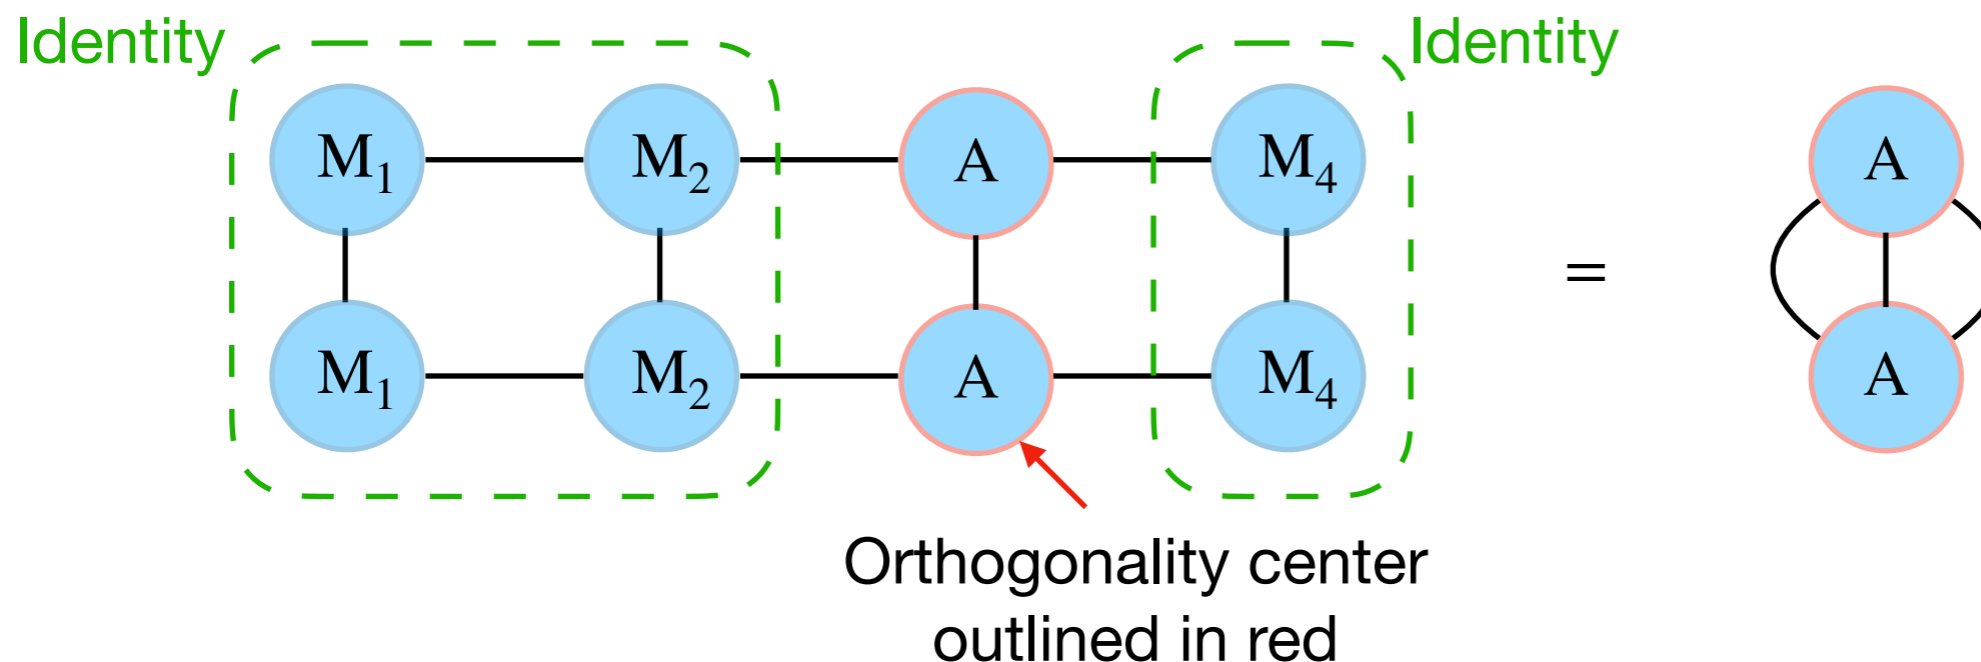 Identity
Identity
M1 M2 A M4 A
=
M1 M2 A M4 A
Orthogonality center
outlined in red